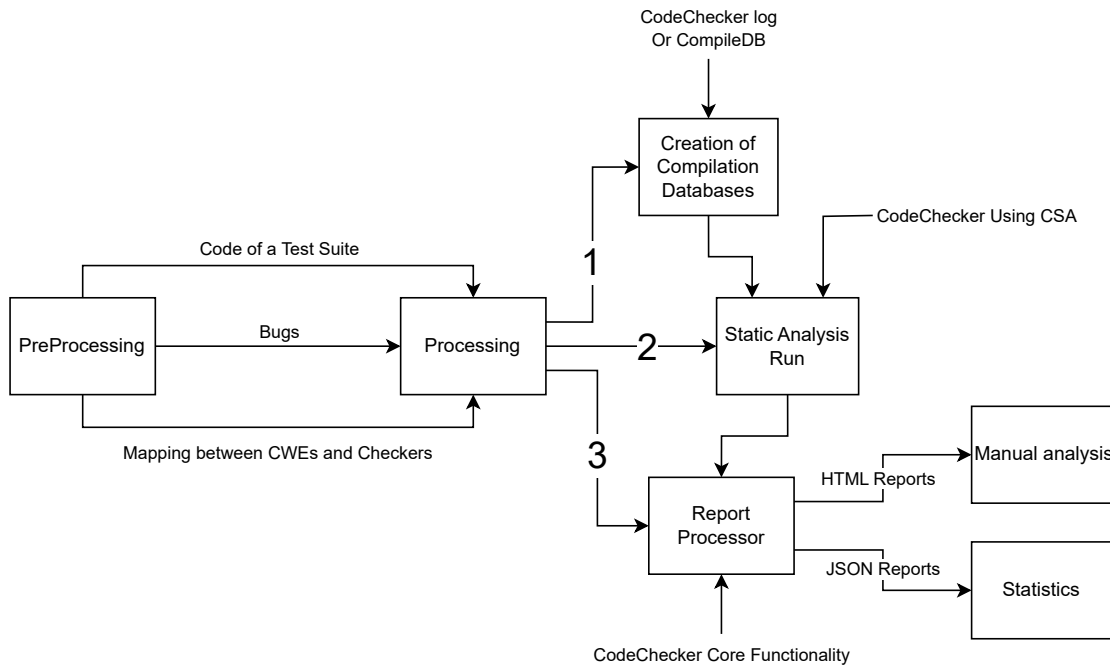 CodeChecker log
Or CompileDB
Creation of
Compilation
Databases
CodeChecker Using CSA
Code of a Test Suite
1
PreProcessing
Bugs
Processing
2
Static Analysis
Run
Mapping between CWEs and Checkers
3
Manual analysis
HTML Reports
Report
Processor
JSON Reports
Statistics
CodeChecker Core Functionality